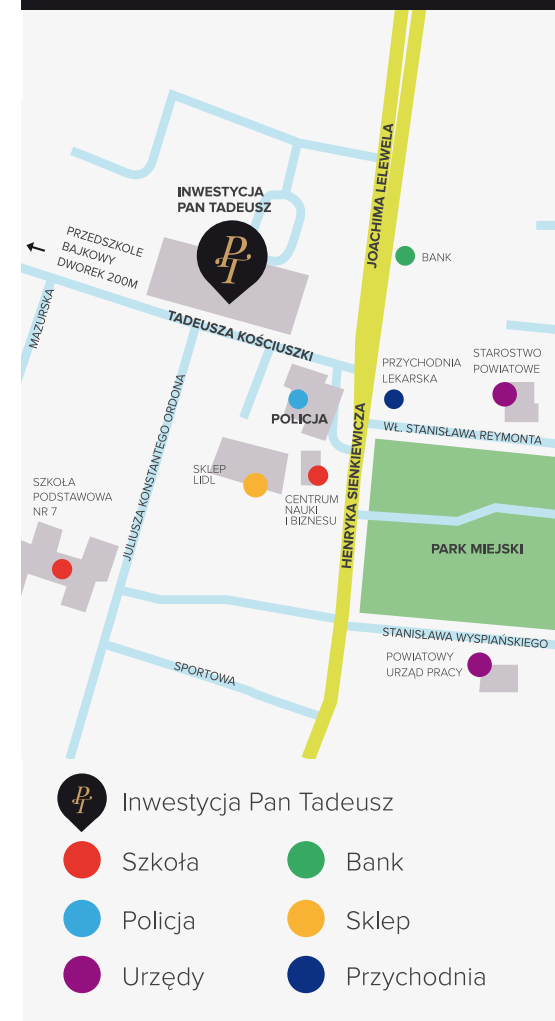 JOACHIMA LELEWELA
INWESTYCJA
PAN TADEUSZ
PT
PRZEDSZKOLE
BAJKOWY
DWOREK 200M
BANK
MAZURSKA
TADEUSZA KOŚCIUSZKI
PRZYCHODNIA
LEKARSKA
STAROSTWO
POWIATOWE
POLICJA
WŁ. STANISŁAWA REYMONTA
JULIUSZA KONSTANTEGO ORDONA
HENRYKA SIENKIEWICZA
SKLEP
LIDL
SZKOŁA
PODSTAWOWA
NR 7
CENTRUM
NAUKI
I BIZNESU
PARK MIEJSKI
STANISŁAWA WYSPIAŃSKIEGO
POWIATOWY
URZĄD PRACY
SPORTOWA
PT
Inwestycja Pan Tadeusz
Szkoła
Bank
Policja
Sklep
Urzędy
Przychodnia